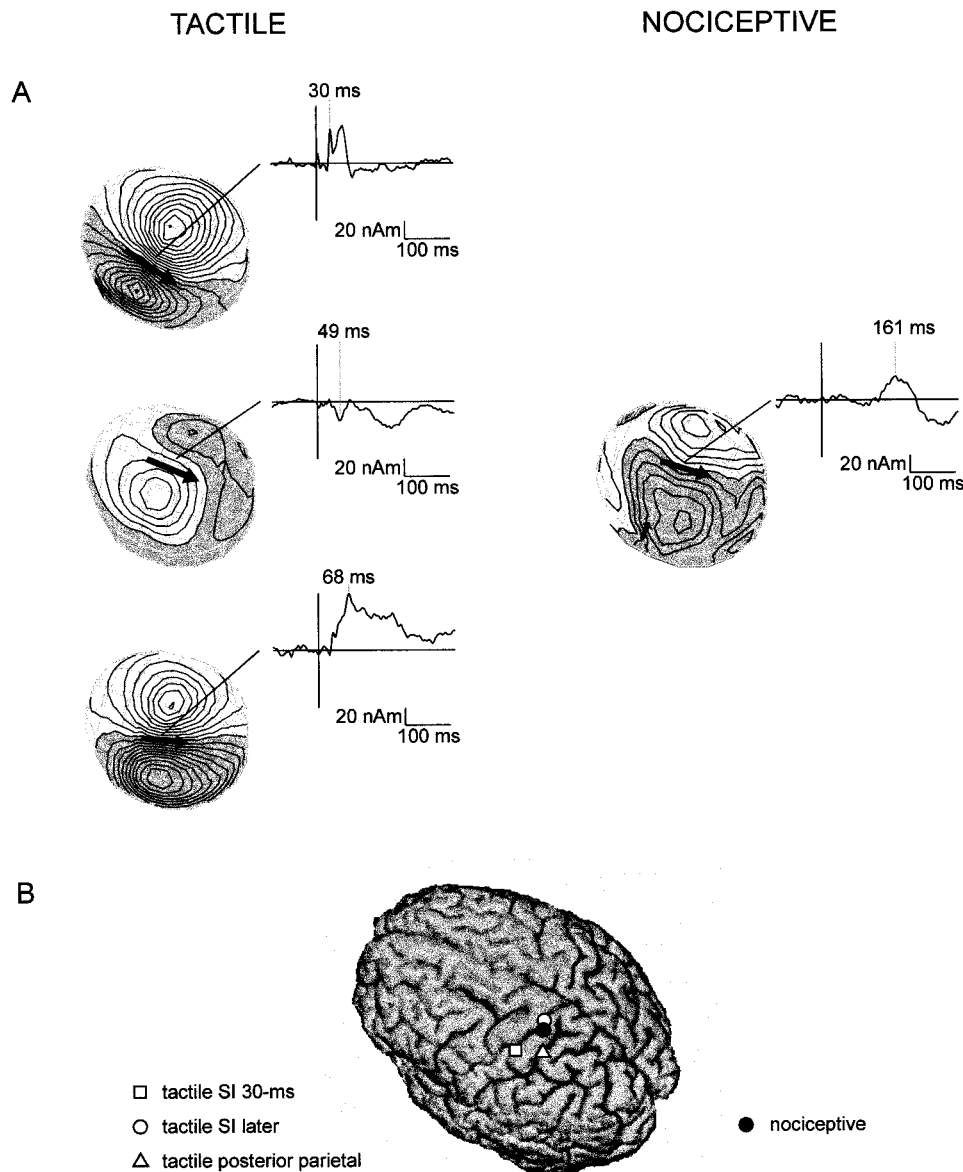 TACTILE
NOCICEPTIVE
A
30 ms
20 nAm
100 ms
49 ms
20 nAm
100 ms
161 ms
20 nAm
100 ms
68 ms
20 nAm
100 ms
B
tactile SI 30-ms
tactile SI later
tactile posterior parietal
nociceptive